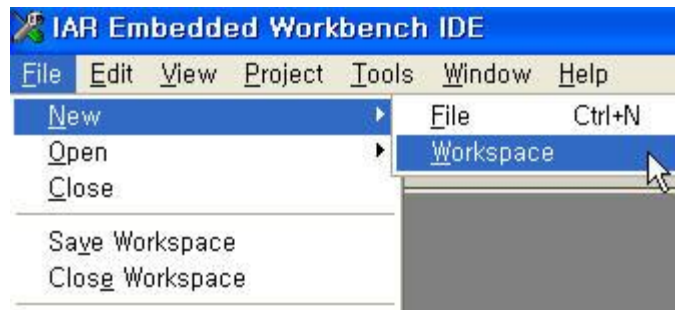 IAR Embedded Workbench IDE
File Edit View Project Tools Window Help
New File Ctrl+N
Open Workspace
Close
Save Workspace
Close Workspace